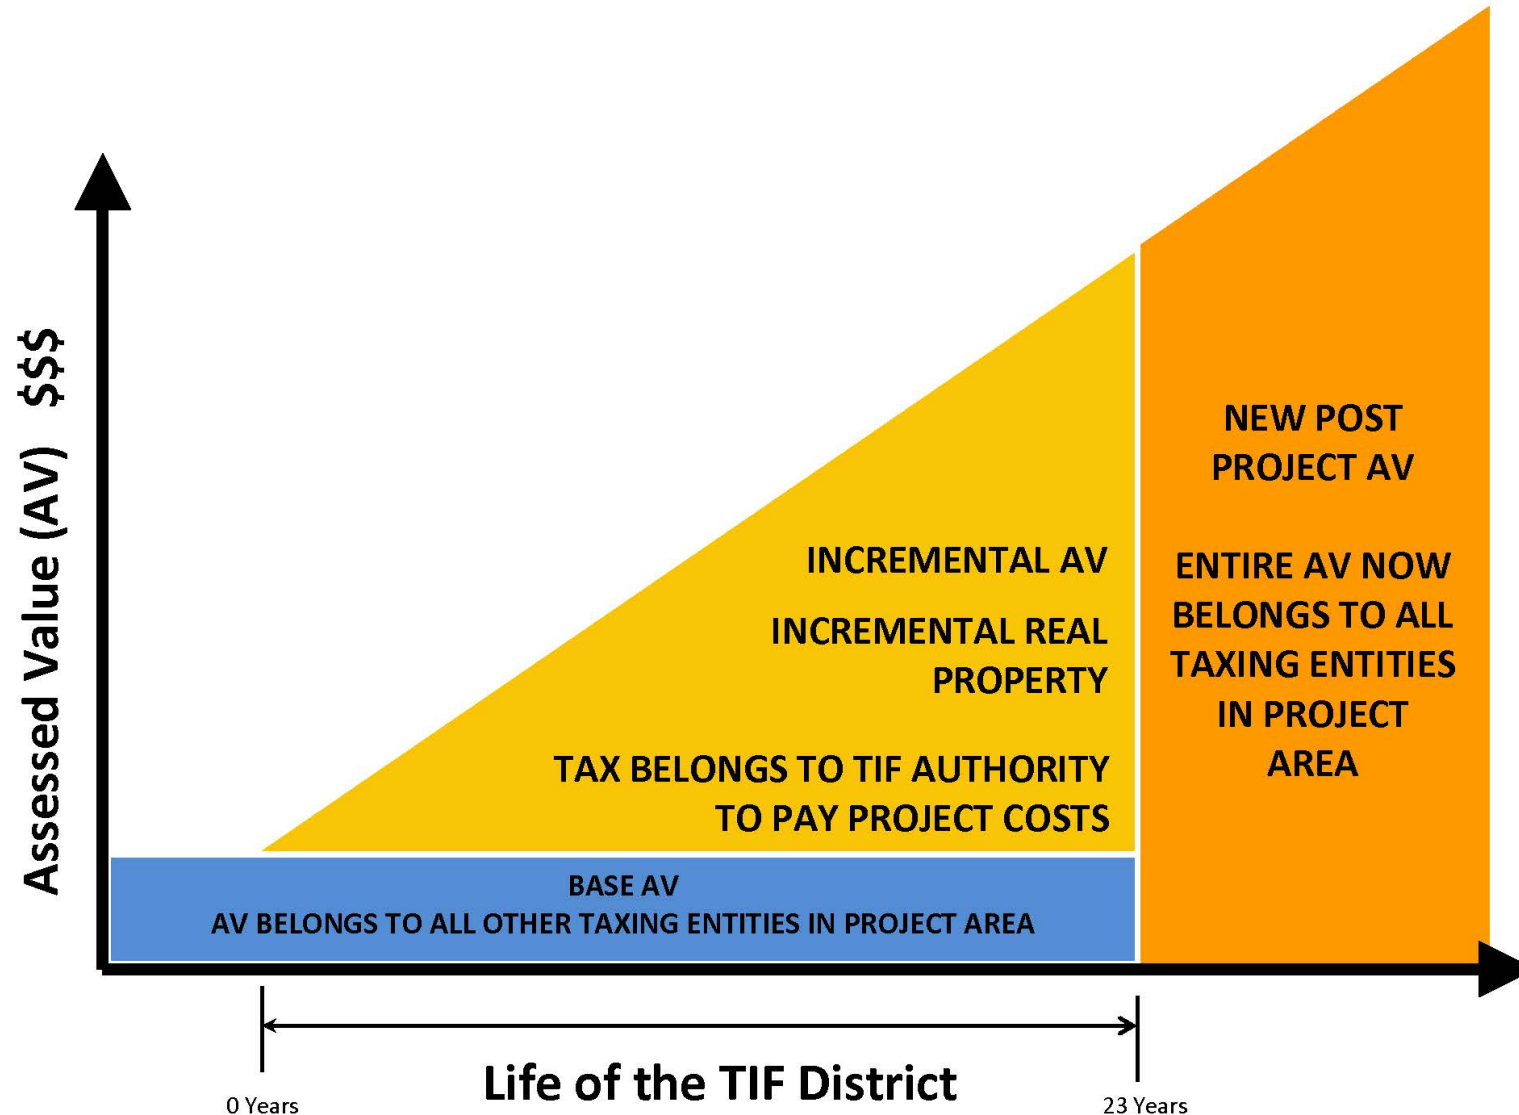 Assessed Value (AV)   $$$
INCREMENTAL AV
INCREMENTAL REAL
PROPERTY
TAX BELONGS TO TIF AUTHORITY
TO PAY PROJECT COSTS
NEW POST
PROJECT AV
ENTIRE AV NOW
BELONGS TO ALL
TAXING ENTITIES
IN PROJECT
AREA
BASE AV
AV BELONGS TO ALL OTHER TAXING ENTITIES IN PROJECT AREA
Life of the TIF District
0 Years
23 Years